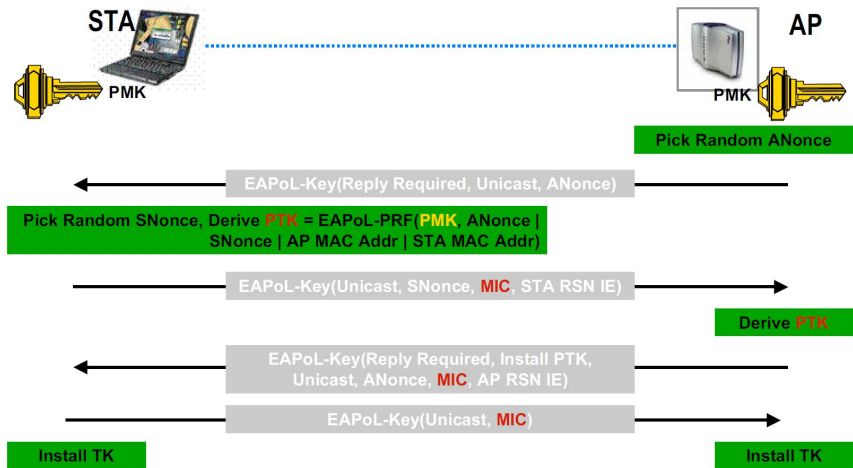 STA
AP
PMK
PMK
Pick Random ANonce
EAPoL-Key(Reply Required, Unicast, ANonce)
Pick Random SNonce, Derive PTK = EAPoL-PRF(PMK, ANonce |
SNonce | AP MAC Addr | STA MAC Addr)
EAPoL-Key(Unicast, SNonce, MIC, STA RSN IE)
Derive PTK
EAPoL-Key(Reply Required, Install PTK,
Unicast, ANonce, MIC, AP RSN IE)
EAPoL-Key(Unicast, MIC)
Install TK
Install TK